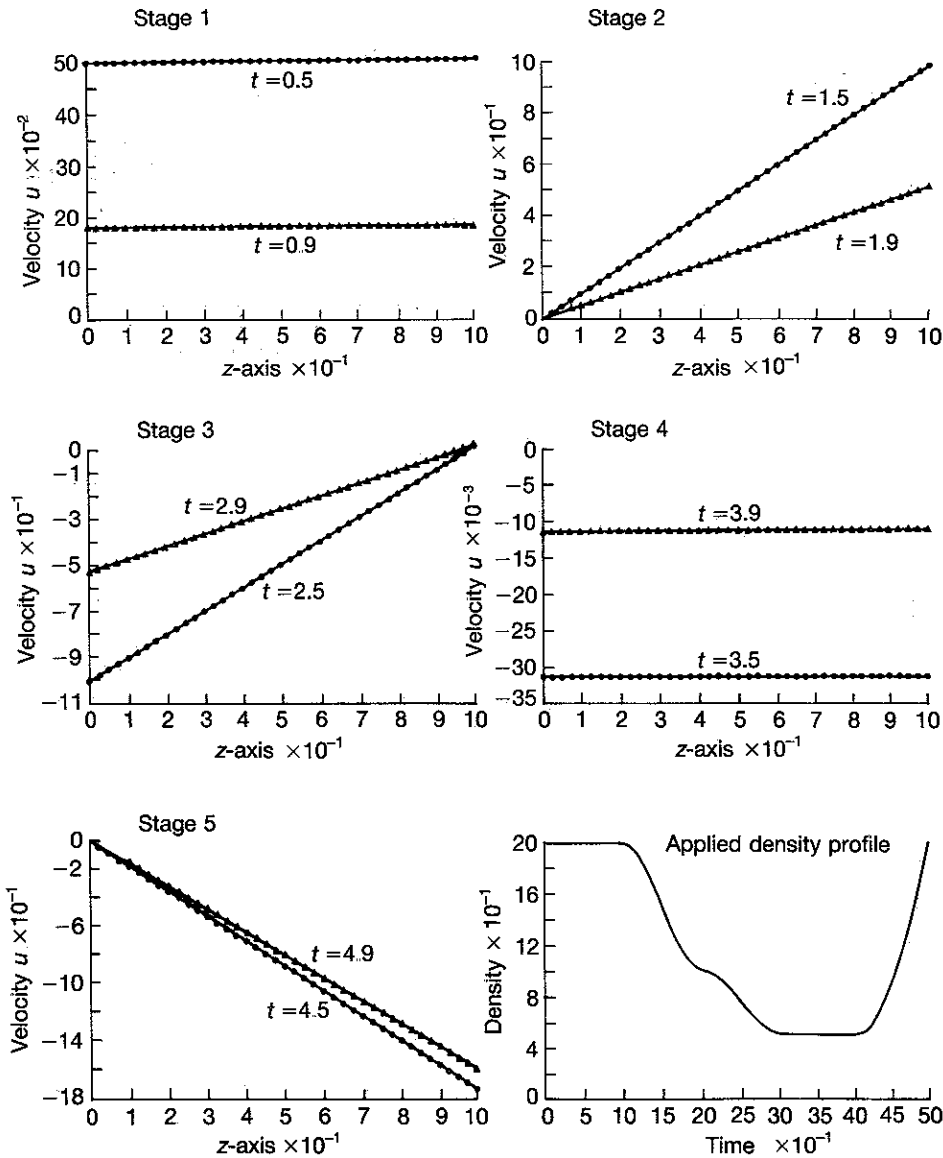 Stage 1
50
40
30
20
10
0
Velocity u ×10⁻²
t=0.5
t=0.9
0 1 2 3 4 5 6 7 8 9 10
z-axis ×10⁻¹
Stage 2
10
8
6
4
2
0
Velocity u ×10⁻¹
t=1.5
t=1.9
0 1 2 3 4 5 6 7 8 9 10
z-axis ×10⁻¹
Stage 3
0
−1
−3
−5
−7
−9
−11
Velocity u ×10⁻¹
t=2.9
t=2.5
0 1 2 3 4 5 6 7 8 9 10
z-axis ×10⁻¹
Stage 4
0
−5
−10
−15
−20
−25
−30
−35
Velocity u ×10⁻³
t=3.9
t=3.5
0 1 2 3 4 5 6 7 8 9 10
z-axis ×10⁻¹
Stage 5
0
−2
−6
−10
−14
−18
Velocity u ×10⁻¹
t=4.9
t=4.5
0 1 2 3 4 5 6 7 8 9 10
z-axis ×10⁻¹
Applied density profile
20
16
12
8
4
0
Density ×10⁻¹
0 10 15 20 25 30 35 40 45 50
Time ×10⁻¹